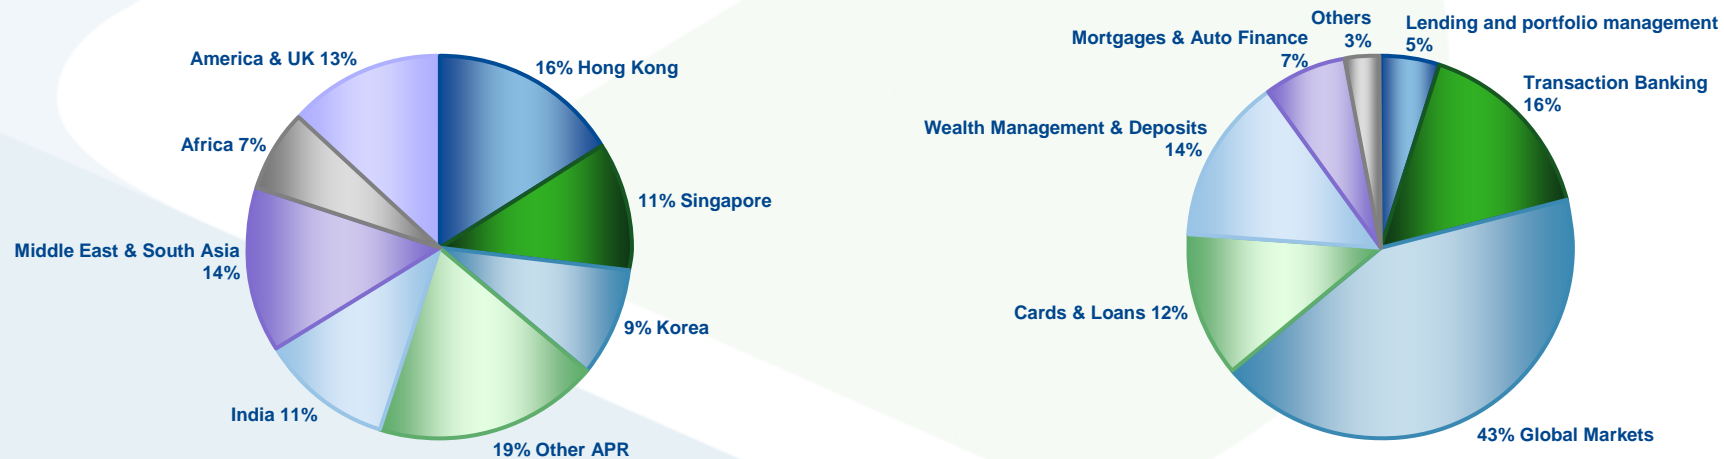 America & UK 13%
16% Hong Kong
Africa 7%
11% Singapore
Middle East & South Asia
14%
9% Korea
India 11%
19% Other APR
Others
3%
Lending and portfolio management
5%
Mortgages & Auto Finance
7%
Transaction Banking
16%
Wealth Management & Deposits
14%
Cards & Loans 12%
43% Global Markets